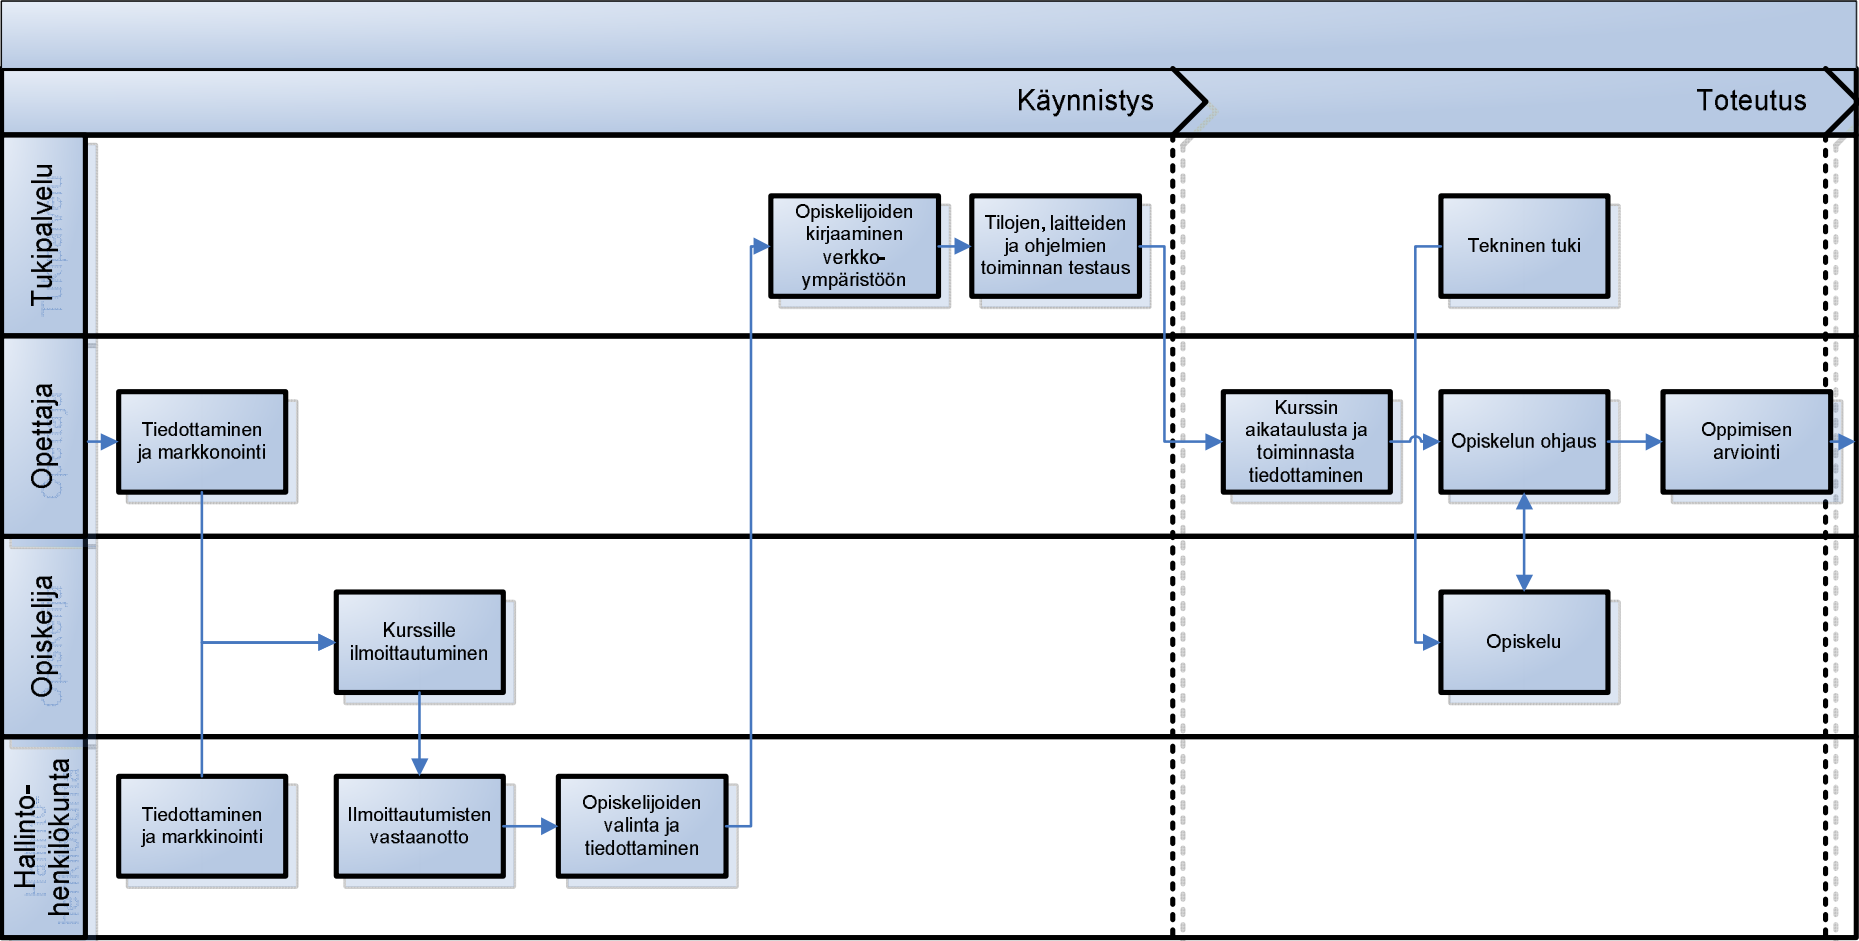 Käynnistys
Toteutus
Tukipalvelu
Opiskelijoiden
kirjaaminen
verkko-
ympäristöön
Tilojen, laitteiden
ja ohjelmien
toiminnan testaus
Tekninen tuki
Opettaja
Tiedottaminen
ja markkonointi
Kurssin
aikataulusta ja
toiminnasta
tiedottaminen
Opiskelun ohjaus
Oppimisen
arviointi
Opiskelija
Kurssille
ilmoittautuminen
Opiskelu
Hallinto-
henkilökunta
Tiedottaminen
ja markkinointi
Ilmoittautumisten
vastaanotto
Opiskelijoiden
valinta ja
tiedottaminen